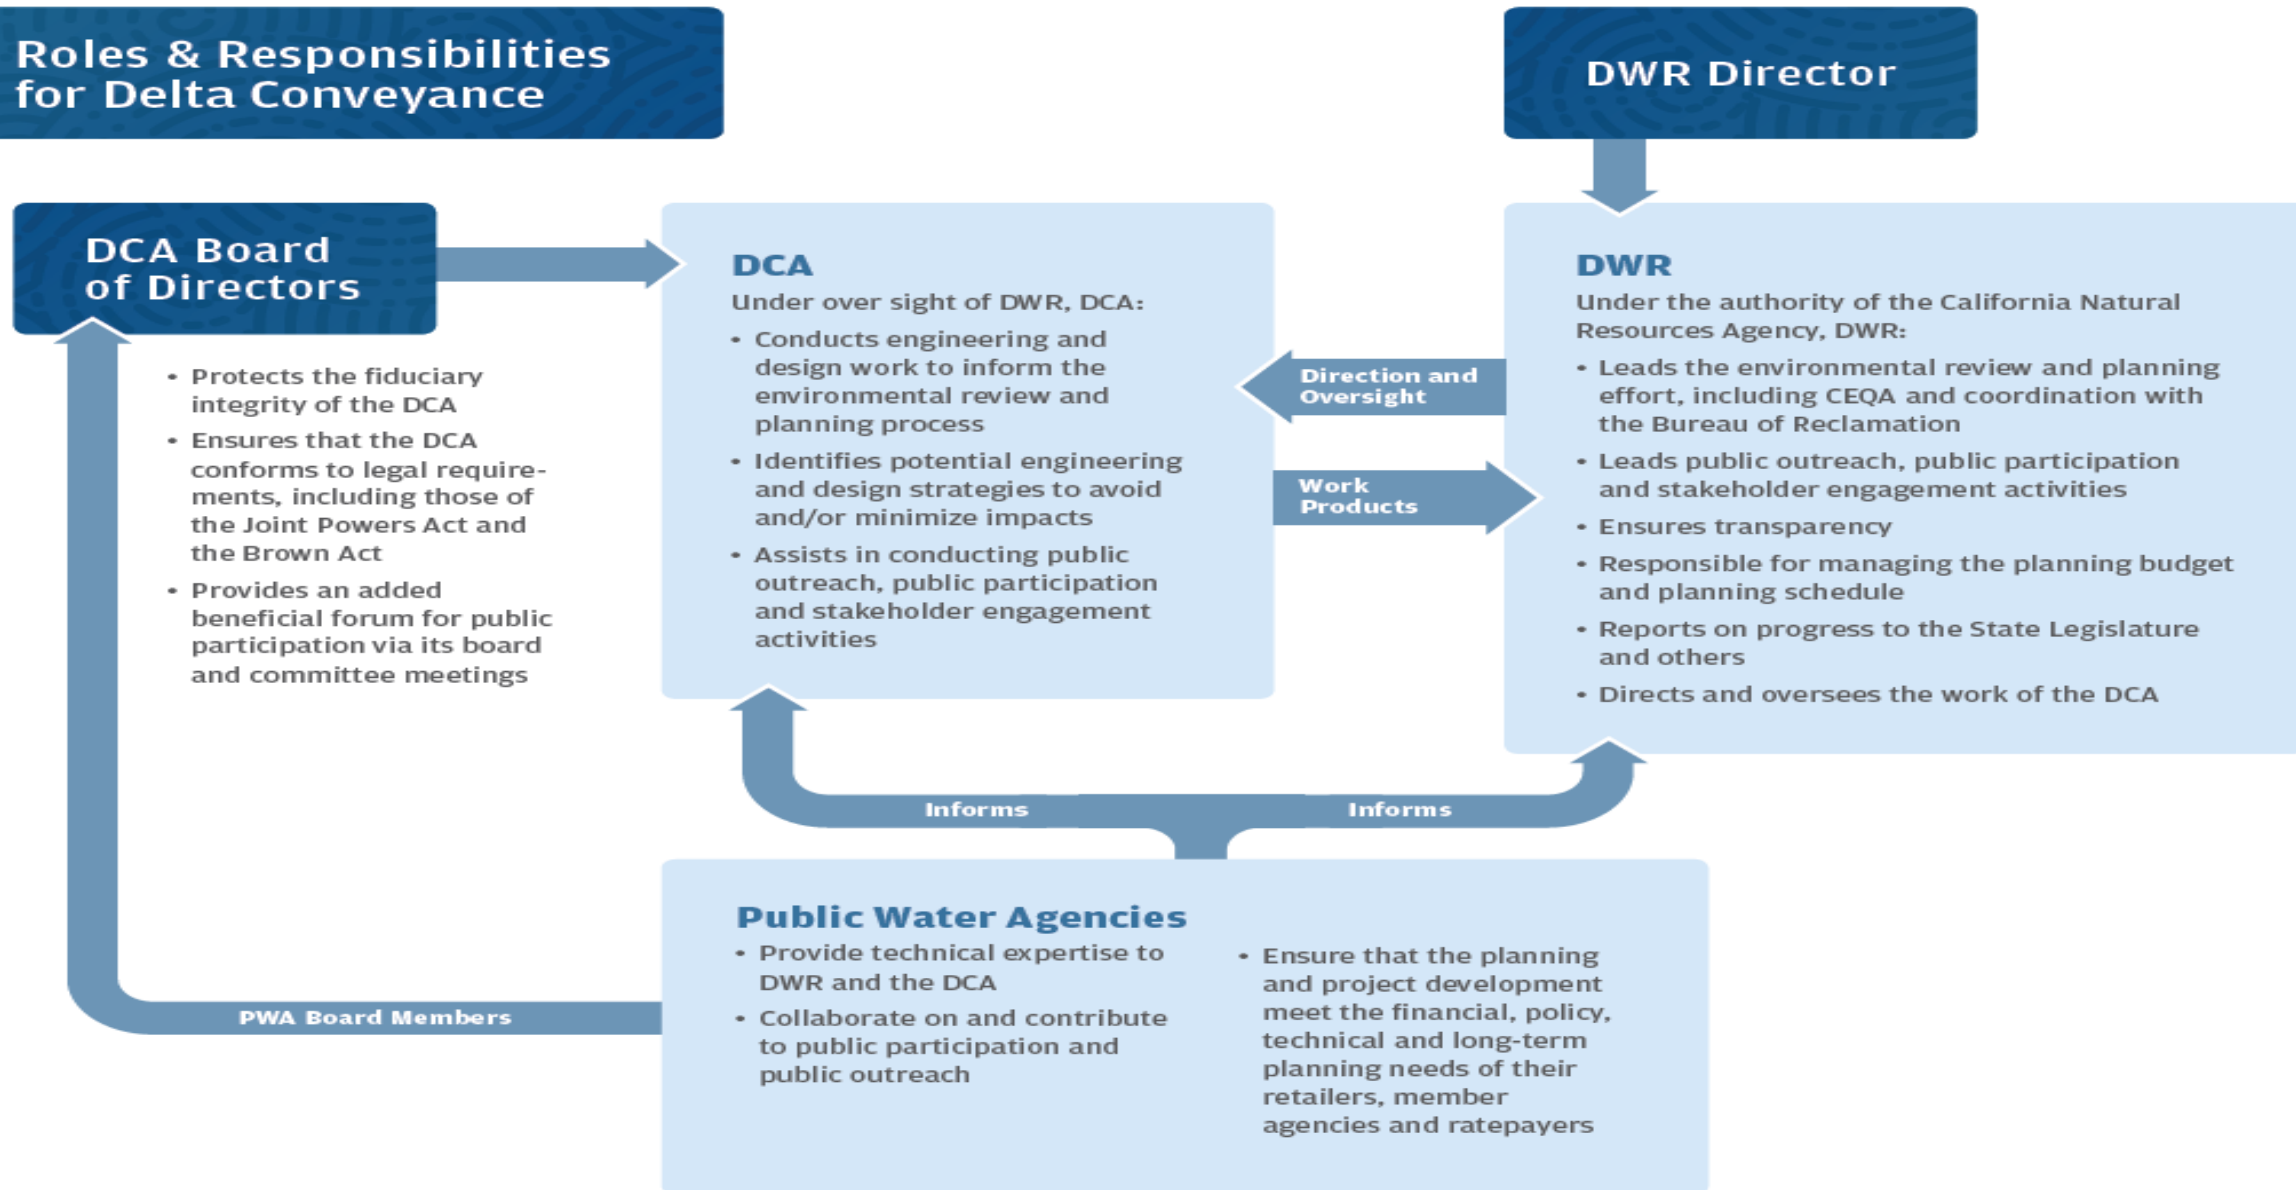 Roles & Responsibilities
for Delta Conveyance
DWR Director
DCA Board
of Directors
• Protects the fiduciary
integrity of the DCA
• Ensures that the DCA
conforms to legal require-
ments, including those of
the Joint Powers Act and
the Brown Act
• Provides an added
beneficial forum for public
participation via its board
and committee meetings
DCA
Under over sight of DWR, DCA:
• Conducts engineering and
design work to inform the
environmental review and
planning process
• Identifies potential engineering
and design strategies to avoid
and/or minimize impacts
• Assists in conducting public
outreach, public participation
and stakeholder engagement
activities
Direction and
Oversight
Work
Products
DWR
Under the authority of the California Natural
Resources Agency, DWR:
• Leads the environmental review and planning
effort, including CEQA and coordination with
the Bureau of Reclamation
• Leads public outreach, public participation
and stakeholder engagement activities
• Ensures transparency
• Responsible for managing the planning budget
and planning schedule
• Reports on progress to the State Legislature
and others
• Directs and oversees the work of the DCA
Informs
Informs
PWA Board Members
Public Water Agencies
• Provide technical expertise to
DWR and the DCA
• Collaborate on and contribute
to public participation and
public outreach
• Ensure that the planning
and project development
meet the financial, policy,
technical and long-term
planning needs of their
retailers, member
agencies and ratepayers